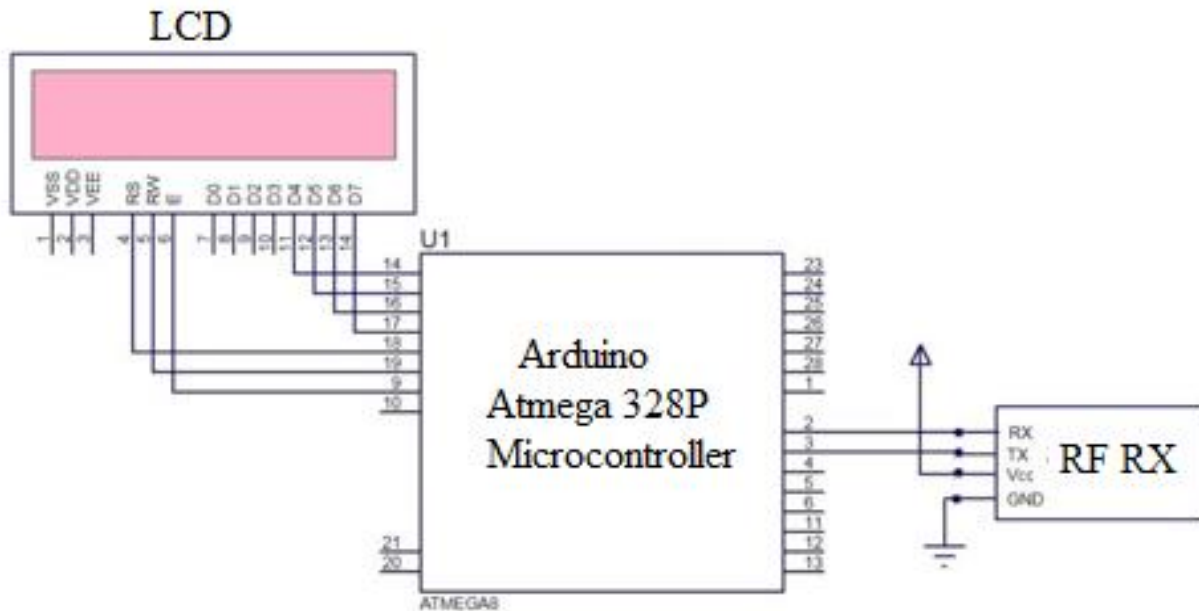 LCD
VSS VDD VEE RS RW E D0 D1 D2 D3 D4 D5 D6 D7
1 2 3 4 5 6 7 8 9 10 11 12 13 14
U1
14
15
16
17
18
19
9
10
21
20
Arduino
Atmega 328P
Microcontroller
23
24
25
26
27
28
1
2
3
4
5
6
11
12
13
ATMEGA8
RX
TX
Vcc
GND
RF RX